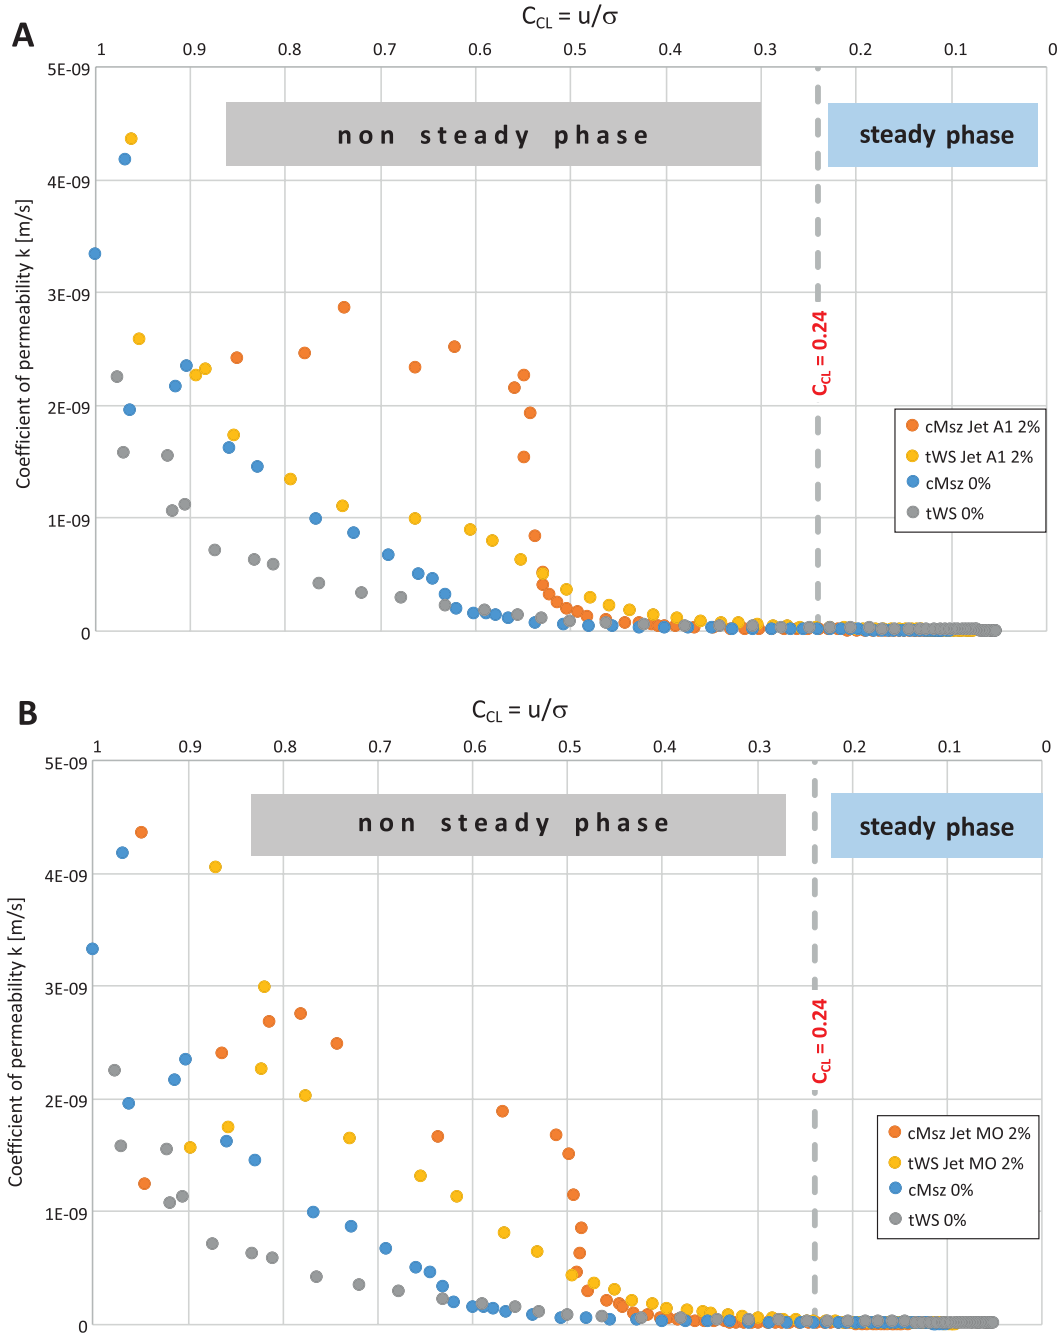 A
C_CL = u/σ
1 0.9 0.8 0.7 0.6 0.5 0.4 0.3 0.2 0.1 0
5E-09
non steady phase
steady phase
4E-09
3E-09
2E-09
1E-09
0
Coefficient of permeability k [m/s]
C_CL = 0.24
cMsz Jet A1 2%
tWS Jet A1 2%
cMsz 0%
tWS 0%
B
C_CL = u/σ
1 0.9 0.8 0.7 0.6 0.5 0.4 0.3 0.2 0.1 0
5E-09
non steady phase
steady phase
4E-09
3E-09
2E-09
1E-09
0
Coefficient of permeability k [m/s]
C_CL = 0.24
cMsz Jet MO 2%
tWS Jet MO 2%
cMsz 0%
tWS 0%